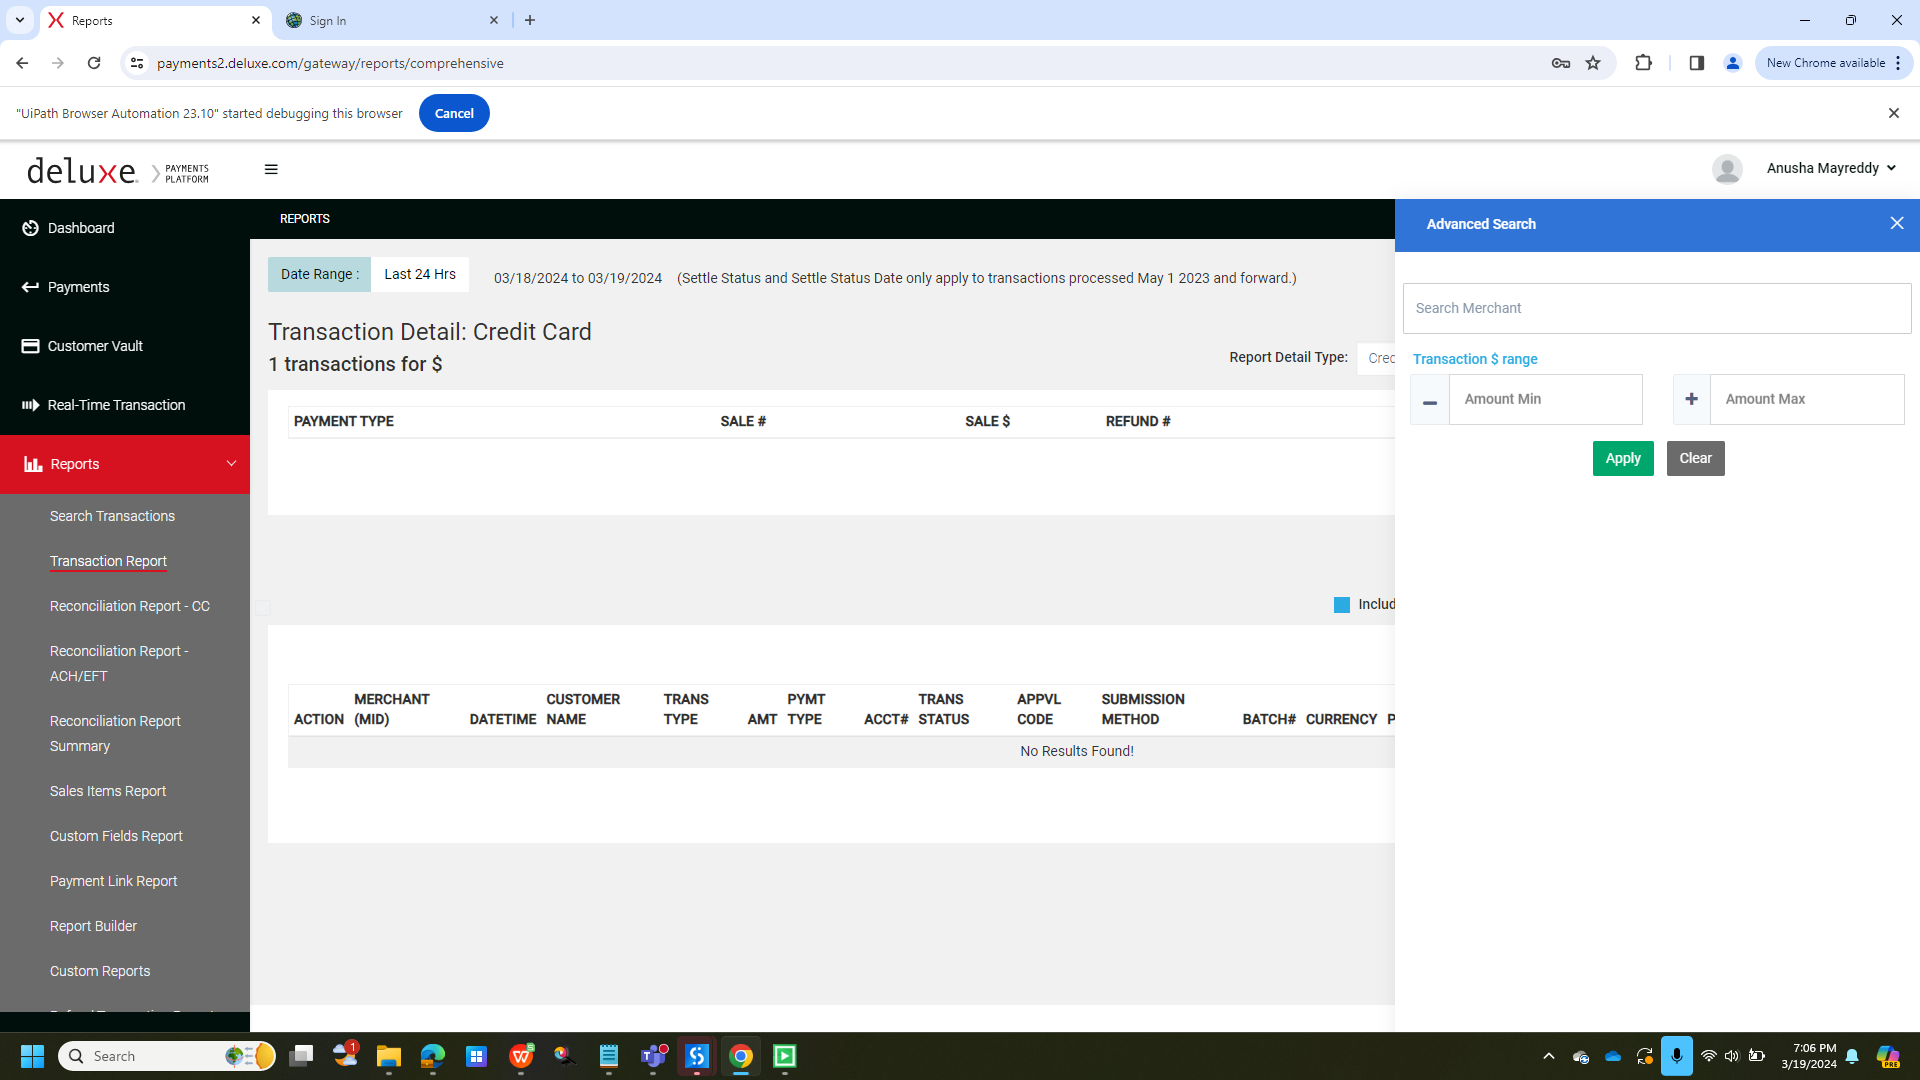 Reports
Sign In
payments2.deluxe.com/gateway/reports/comprehensive
New Chrome available
"UiPath Browser Automation 23.10" started debugging this browser
Cancel
deluxe. PAYMENTS PLATFORM
Anusha Mayreddy
Dashboard
Payments
Customer Vault
Real-Time Transaction
Reports
Search Transactions
Transaction Report
Reconciliation Report - CC
Reconciliation Report -
ACH/EFT
Reconciliation Report
Summary
Sales Items Report
Custom Fields Report
Payment Link Report
Report Builder
Custom Reports
REPORTS
Date Range : Last 24 Hrs 03/18/2024 to 03/19/2024 (Settle Status and Settle Status Date only apply to transactions processed May 1 2023 and forward.)
Transaction Detail: Credit Card
1 transactions for $
Report Detail Type: Cred
PAYMENT TYPE SALE # SALE $ REFUND #
Includ
ACTION MERCHANT (MID) DATETIME CUSTOMER NAME TRANS TYPE AMT PYMT TYPE ACCT# TRANS STATUS APPVL CODE SUBMISSION METHOD BATCH# CURRENCY P
No Results Found!
Advanced Search
Search Merchant
Transaction $ range
Amount Min
Amount Max
Apply Clear
Search
1
7:06 PM
3/19/2024
PRE